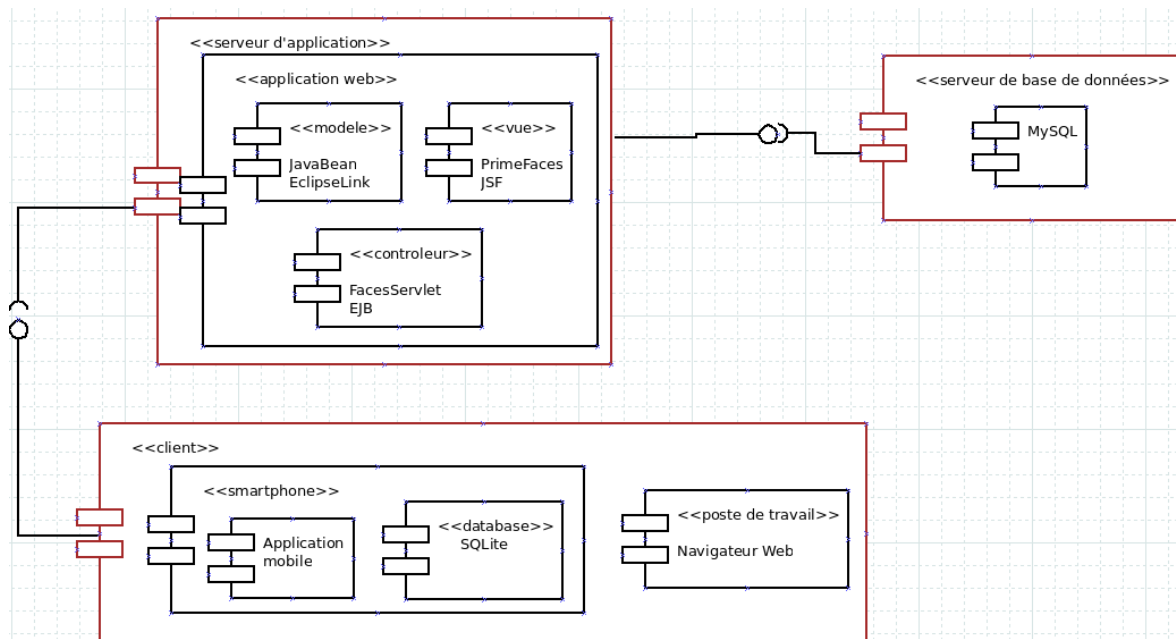 <<serveur d'application>>
<<application web>>
<<modele>>
JavaBean
EclipseLink
<<vue>>
PrimeFaces
JSF
<<controleur>>
FacesServlet
EJB
<<serveur de base de données>>
MySQL
<<client>>
<<smartphone>>
Application
mobile
<<database>>
SQLite
<<poste de travail>>
Navigateur Web